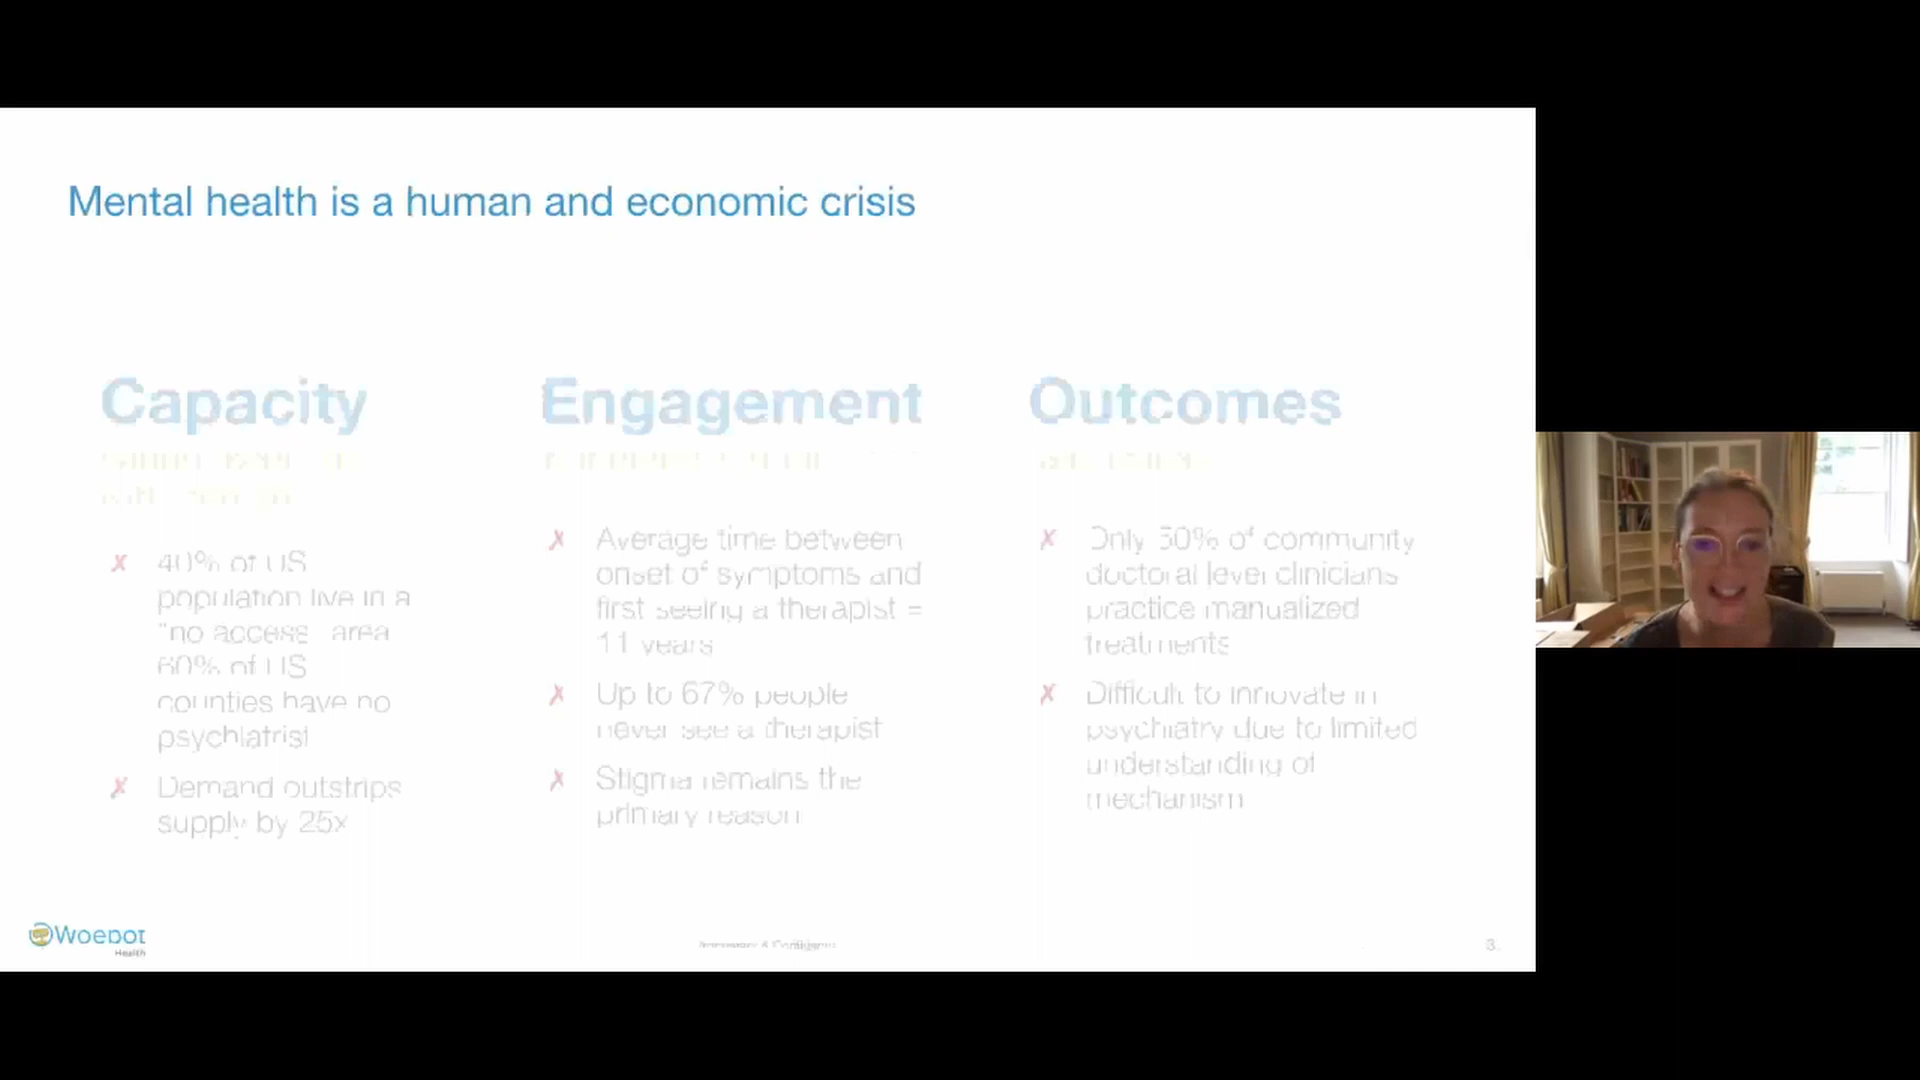 Mental health is a human and economic crisis
Capacity
✗ 40% of US
population live in a
"no access" area
60% of US
counties have no
psychiatrist
✗ Demand outstrips
supply by 25x
Engagement
✗ Average time between
onset of symptoms and
first seeing a therapist =
11 years
✗ Up to 67% people
never see a therapist
✗ Stigma remains the
primary reason
Outcomes
✗ Only 50% of community
doctoral level clinicians
practice manualized
treatments
✗ Difficult to innovate in
psychiatry due to limited
understanding of
mechanism
Woebot
Health
3